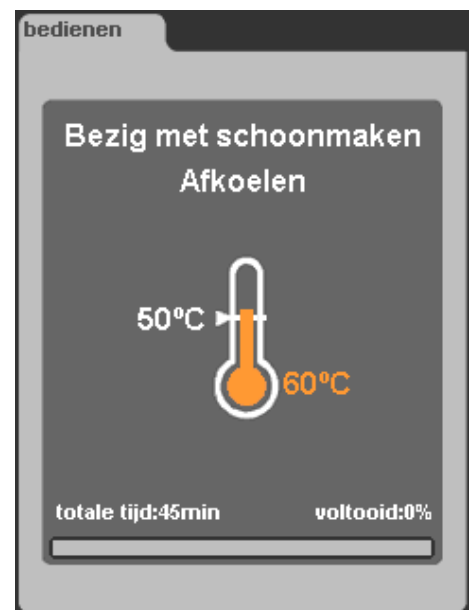 bedienen
Bezig met schoonmaken
Afkoelen
50ºC
60ºC
totale tijd:45min voltooid:0%